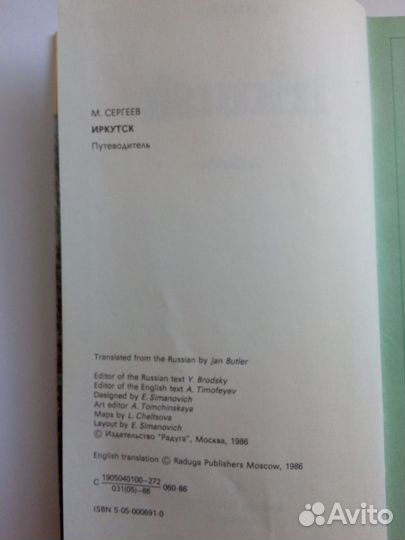 М. СЕРГЕЕВ
ИРКУТСК
Путеводитель
Translated from the Russian by Jan Butler
Editor of the Russian text Y. Brodsky
Editor of the English text A. Timofeyev
Designed by E. Simanovich
Art editor A. Tomchinskaya
Maps by L. Cheltsova
Layout by E. Simanovich
© Издательство "Радуга", Москва, 1986
English translation © Raduga Publishers Moscow, 1986
С 1905040100-272
031(05)-86 060-86
ISBN 5-05-000691-0
Avito